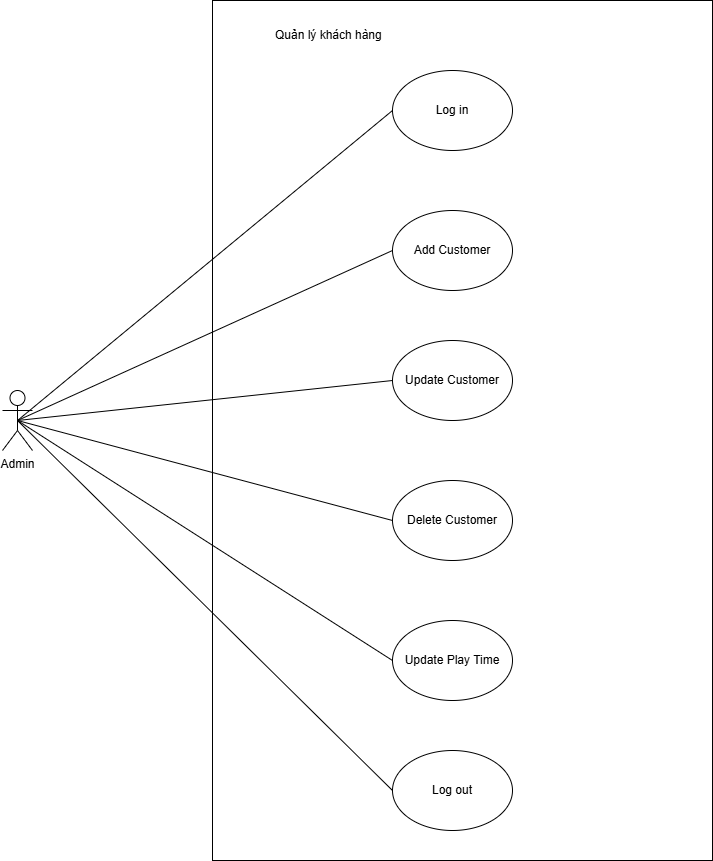 Quản lý khách hàng
Log in
Add Customer
Update Customer
Admin
Delete Customer
Update Play Time
Log out